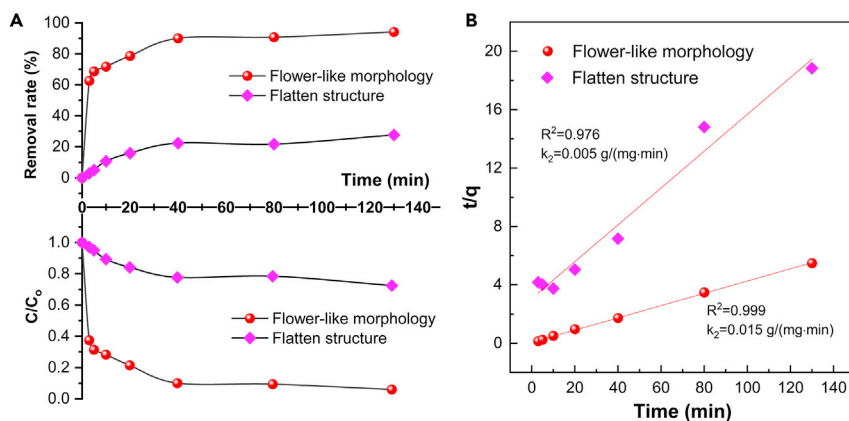 A
Removal rate (%)
100
80
60
40
20
0
Flower-like morphology
Flatten structure
Time (min)
0 20 40 60 80 100 120 140
C/Co
1.0
0.8
0.6
0.4
0.2
0.0
Flower-like morphology
Flatten structure
B
t/q
24
20
16
12
8
4
0
Flower-like morphology
Flatten structure
R²=0.976
k₂=0.005 g/(mg·min)
R²=0.999
k₂=0.015 g/(mg·min)
0 20 40 60 80 100 120 140
Time (min)